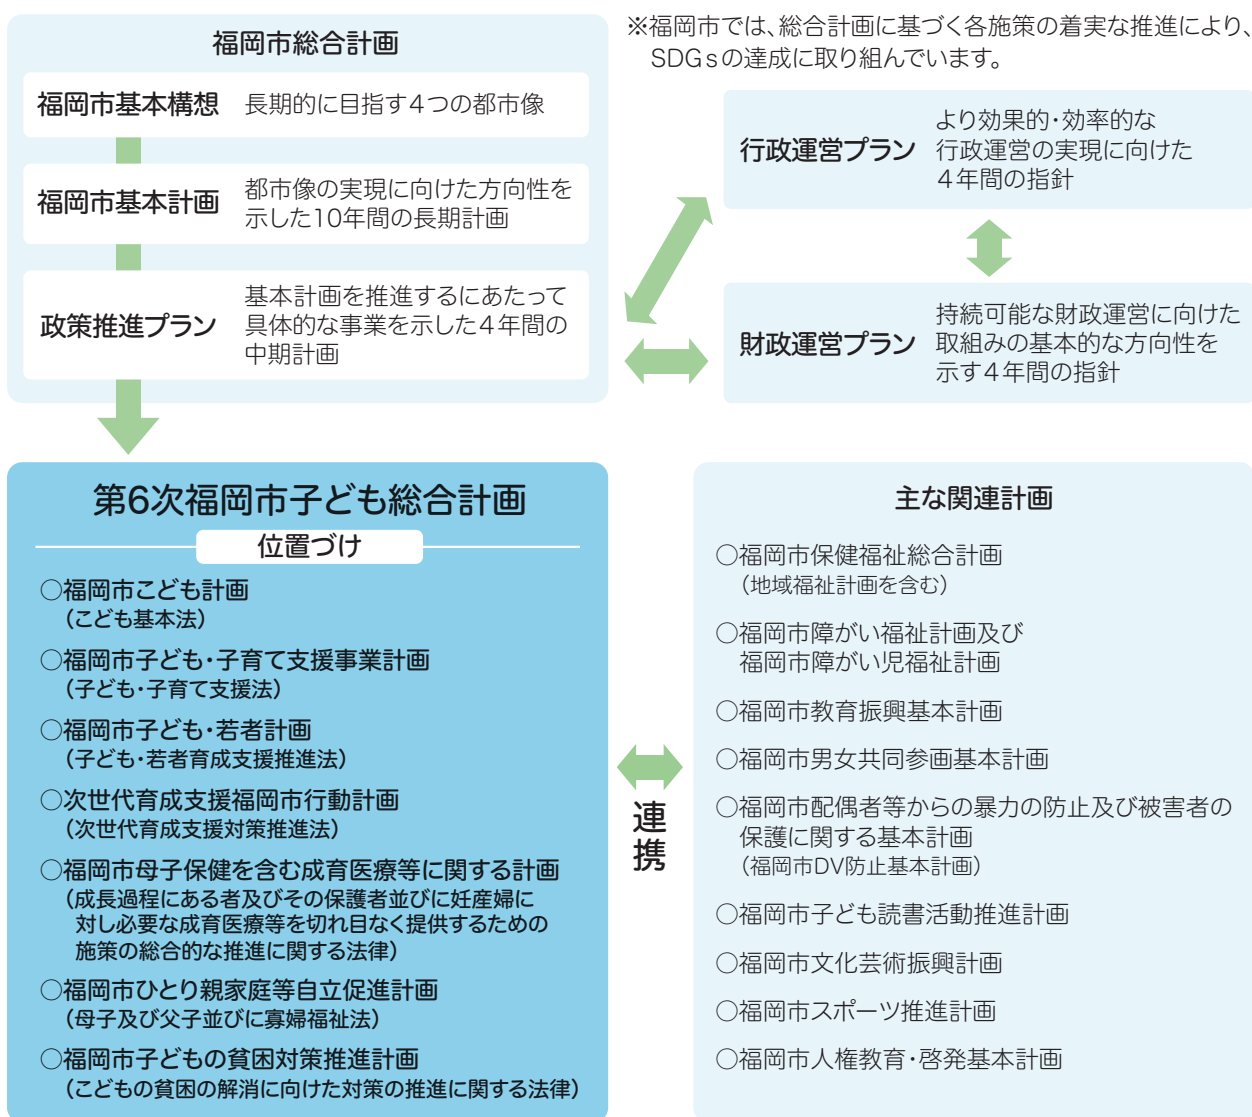 福岡市総合計画
福岡市基本構想 長期的に目指す4つの都市像
福岡市基本計画 都市像の実現に向けた方向性を
示した10年間の長期計画
政策推進プラン 基本計画を推進するにあたって
具体的な事業を示した4年間の
中期計画
※福岡市では、総合計画に基づく各施策の着実な推進により、
SDGsの達成に取り組んでいます。
行政運営プラン より効果的・効率的な
行政運営の実現に向けた
4年間の指針
財政運営プラン 持続可能な財政運営に向けた
取組みの基本的な方向性を
示す4年間の指針
第6次福岡市子ども総合計画
位置づけ
○福岡市こども計画
(こども基本法)
○福岡市子ども・子育て支援事業計画
(子ども・子育て支援法)
○福岡市子ども・若者計画
(子ども・若者育成支援推進法)
○次世代育成支援福岡市行動計画
(次世代育成支援対策推進法)
○福岡市母子保健を含む成育医療等に関する計画
(成長過程にある者及びその保護者並びに妊産婦に
対し必要な成育医療等を切れ目なく提供するための
施策の総合的な推進に関する法律)
○福岡市ひとり親家庭等自立促進計画
(母子及び父子並びに寡婦福祉法)
○福岡市子どもの貧困対策推進計画
(こどもの貧困の解消に向けた対策の推進に関する法律)
連携
主な関連計画
○福岡市保健福祉総合計画
(地域福祉計画を含む)
○福岡市障がい福祉計画及び
福岡市障がい児福祉計画
○福岡市教育振興基本計画
○福岡市男女共同参画基本計画
○福岡市配偶者等からの暴力の防止及び被害者の
保護に関する基本計画
(福岡市DV防止基本計画)
○福岡市子ども読書活動推進計画
○福岡市文化芸術振興計画
○福岡市スポーツ推進計画
○福岡市人権教育・啓発基本計画